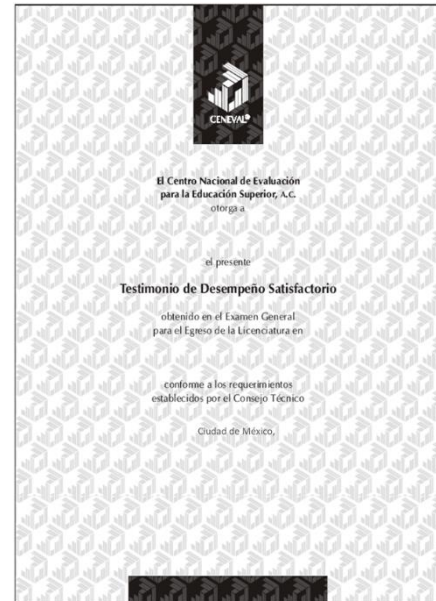 CENEVAL®
El Centro Nacional de Evaluación
para la Educación Superior, A.C.
otorga a
el presente
Testimonio de Desempeño Satisfactorio
obtenido en el Examen General
para el Egreso de la Licenciatura en
conforme a los requerimientos
establecidos por el Consejo Técnico
Ciudad de México,